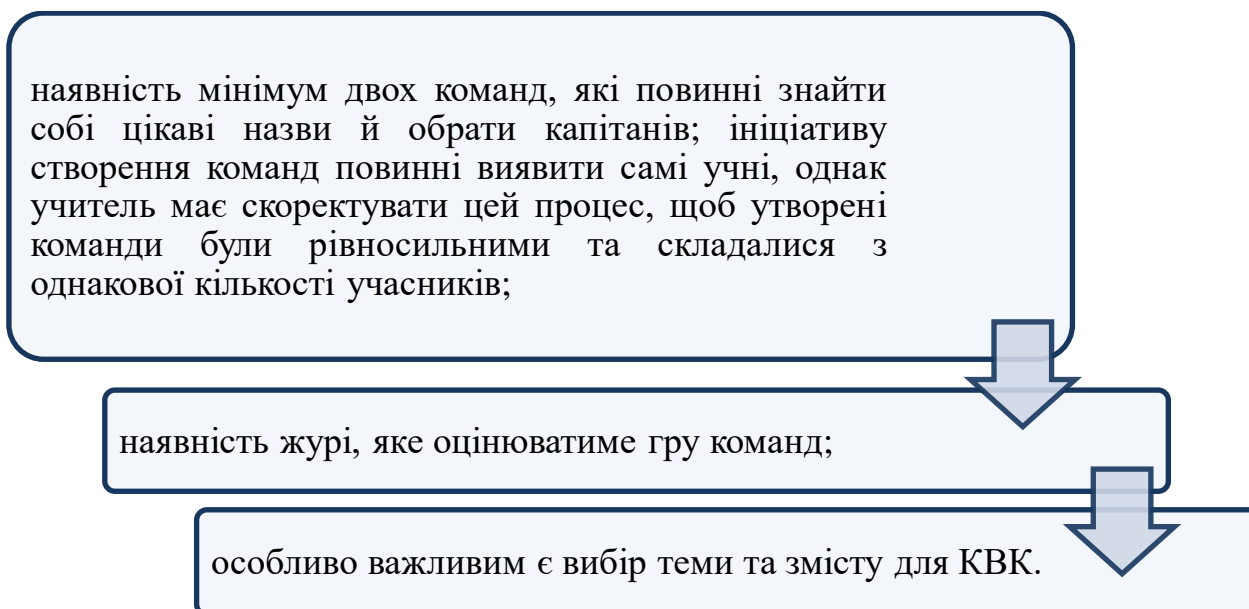 наявність мінімум двох команд, які повинні знайти
собі цікаві назви й обрати капітанів; ініціативу
створення команд повинні виявити самі учні, однак
учитель має скоректувати цей процес, щоб утворені
команди були рівносильними та складалися з
однакової кількості учасників;
наявність журі, яке оцінюватиме гру команд;
особливо важливим є вибір теми та змісту для КВК.